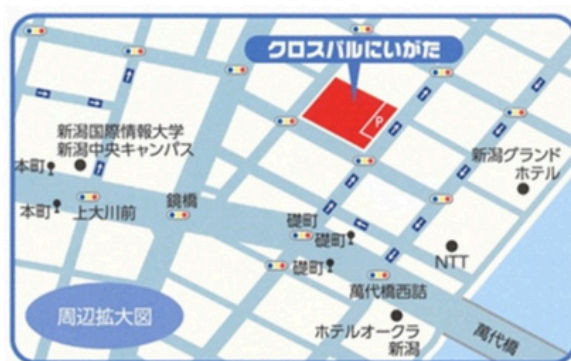 クロスパルにいがた
P
新潟国際情報大学
新潟中央キャンパス
本町
新潟グランド
ホテル
本町
上大川前
鏡橋
礎町
礎町
礎町
NTT
萬代橋西詰
周辺拡大図
ホテルオークラ
新潟
萬代橋